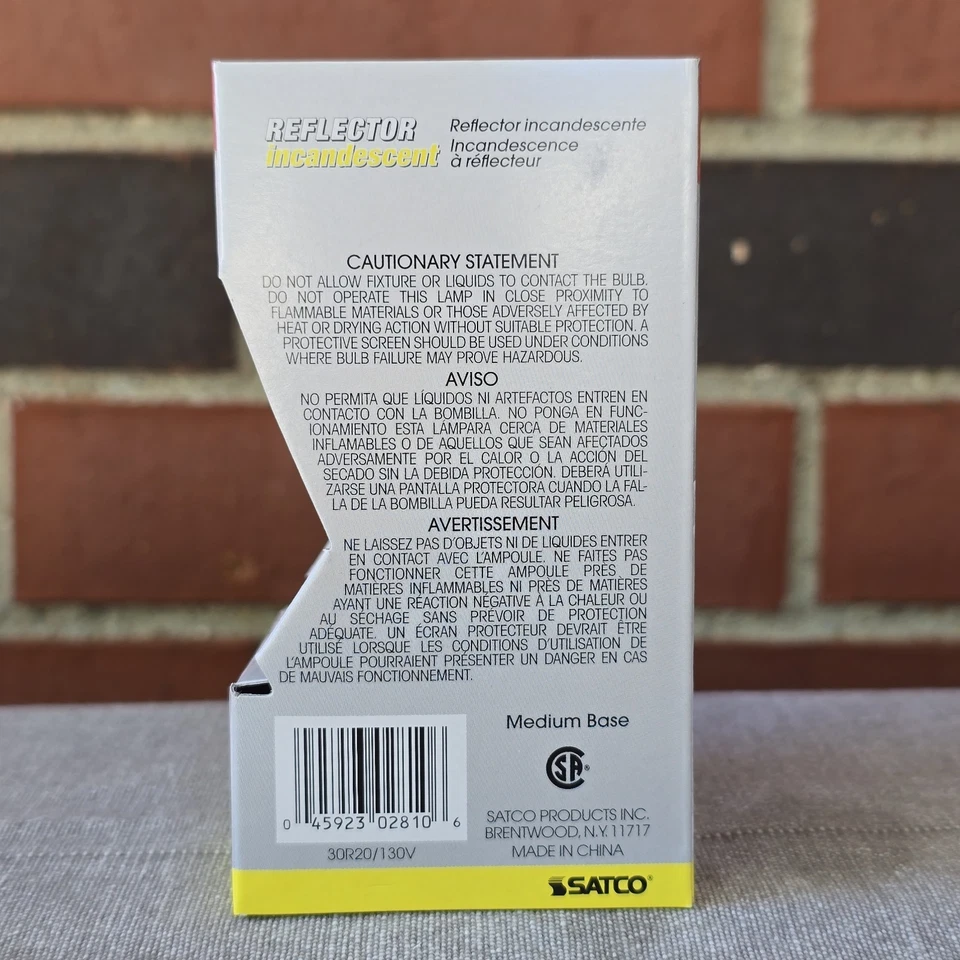 REFLECTOR
incandescent
Reflector incandescente
Incandescence
à réflecteur
CAUTIONARY STATEMENT
DO NOT ALLOW FIXTURE OR LIQUIDS TO CONTACT THE BULB.
DO NOT OPERATE THIS LAMP IN CLOSE PROXIMITY TO
FLAMMABLE MATERIALS OR THOSE ADVERSELY AFFECTED BY
HEAT OR DRYING ACTION WITHOUT SUITABLE PROTECTION. A
PROTECTIVE SCREEN SHOULD BE USED UNDER CONDITIONS
WHERE BULB FAILURE MAY PROVE HAZARDOUS.
AVISO
NO PERMITA QUE LÍQUIDOS NI ARTEFACTOS ENTREN EN
CONTACTO CON LA BOMBILLA. NO PONGA EN FUNC-
IONAMIENTO ESTA LÁMPARA CERCA DE MATERIALES
INFLAMABLES O DE AQUELLOS QUE SEAN AFECTADOS
ADVERSAMENTE POR EL CALOR O LA ACCIÓN DEL
SECADO SIN LA DEBIDA PROTECCIÓN. DEBERÁ UTILI-
ZARSE UNA PANTALLA PROTECTORA CUANDO LA FAL-
LA DE LA BOMBILLA PUEDA RESULTAR PELIGROSA.
AVERTISSEMENT
NE LAISSEZ PAS D'OBJETS NI DE LIQUIDES ENTRER
EN CONTACT AVEC L'AMPOULE. NE FAITES PAS
FONCTIONNER CETTE AMPOULE PRÈS DE
MATIERES INFLAMMABLES NI PRÈS DE MATIÈRES
AYANT UNE RÉACTION NÉGATIVE À LA CHALEUR OU
AU SÉCHAGE SANS PRÉVOIR DE PROTECTION
ADÉQUATE. UN ÉCRAN PROTECTEUR DEVRAIT ÊTRE
UTILISÉ LORSQUE LES CONDITIONS D'UTILISATION DE
L'AMPOULE POURRAIENT PRÉSENTER UN DANGER EN CAS
DE MAUVAIS FONCTIONNEMENT.
Medium Base
CSA®
0 45923 02810 6
30R20/130V
SATCO PRODUCTS INC.
BRENTWOOD, N.Y. 11717
MADE IN CHINA
SATCO®